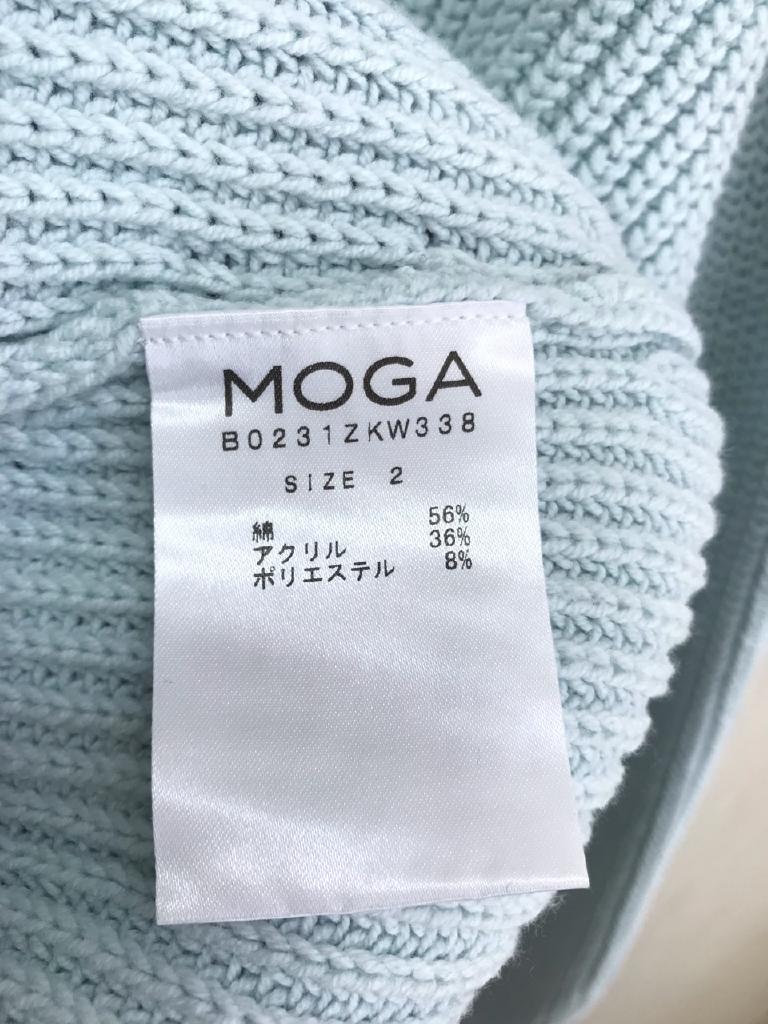 MOGA
B0231ZKW338
SIZE 2
綿 56%
アクリル 36%
ポリエステル 8%